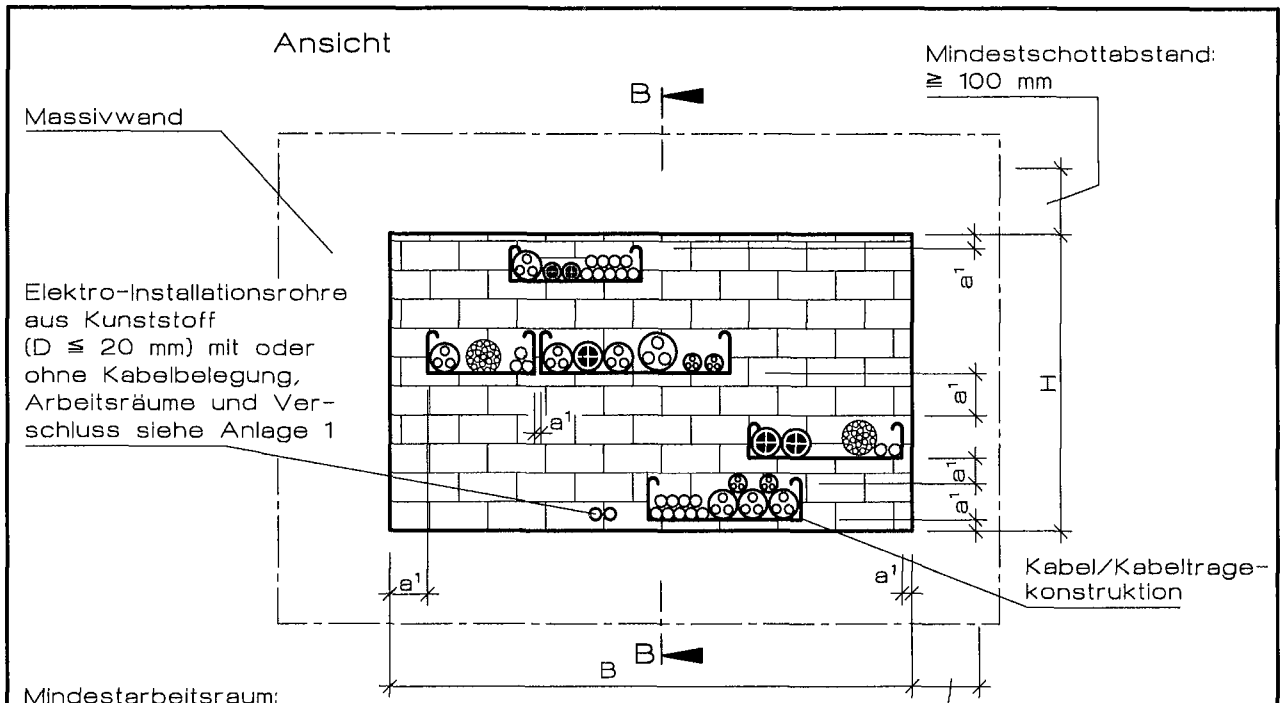 Ansicht
B
Mindestschottabstand:
≧ 100 mm
Massivwand
Elektro-Installationsrohre
aus Kunststoff
(D ≦ 20 mm) mit oder
ohne Kabelbelegung,
Arbeitsräume und Ver-
schluss siehe Anlage 1
a¹
H
a¹
a¹
a¹
a¹
a¹
a¹
Kabel/Kabeltrage-
konstruktion
B
B
Mindestarbeitsraum: